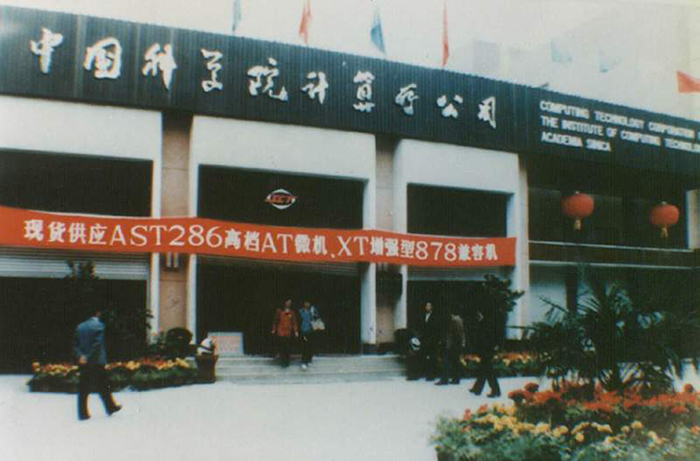 中国科学院计算所公司
COMPUTING TECHNOLOGY CORPORATION
THE INSTITUTE OF COMPUTING TECHNOLOGY
ACADEMIA SINICA
现货供应AST286高档AT微机、XT增强型878兼容机